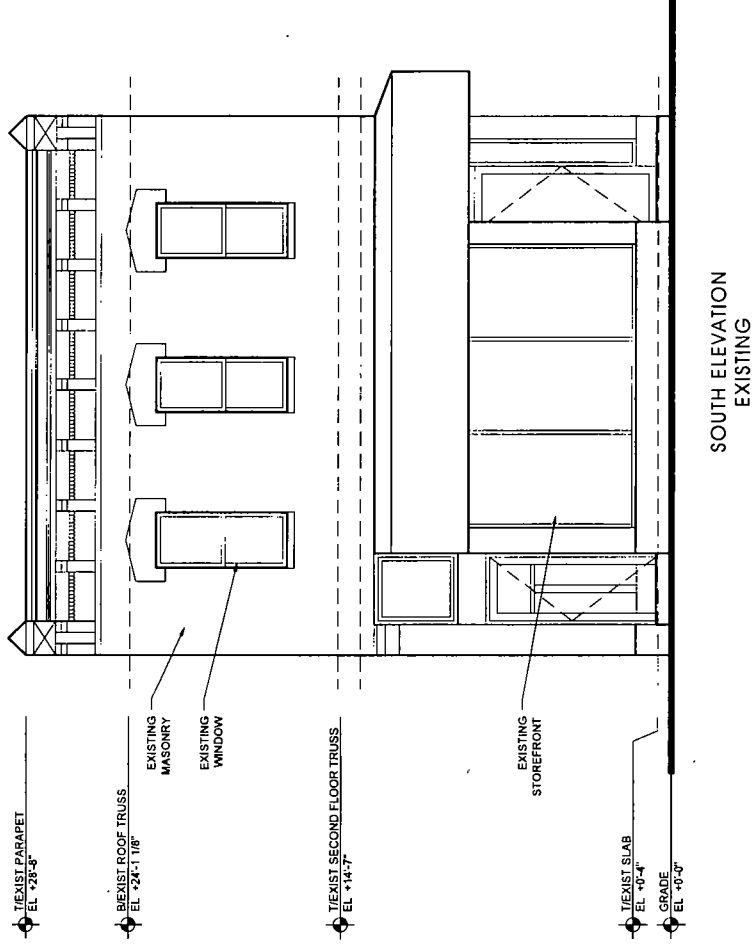 T/EXIST PARAPET
EL +28'-8"
B/EXIST ROOF TRUSS
EL +24'-1 1/8"
EXISTING
MASONRY
EXISTING
WINDOW
T/EXIST SECOND FLOOR TRUSS
EL +14'-7"
EXISTING
STOREFRONT
T/EXIST SLAB
EL +0'-4"
GRADE
EL +0'-0"
SOUTH ELEVATION
EXISTING